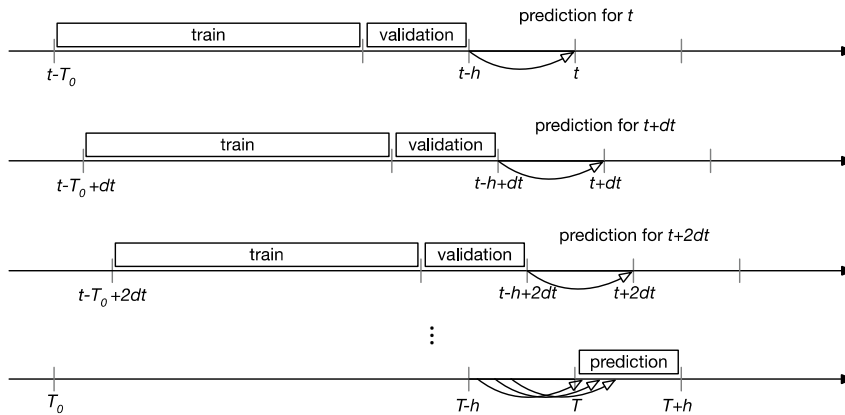 prediction for t
train validation
t-T₀ t-h t
prediction for t+dt
train validation
t-T₀+dt t-h+dt t+dt
prediction for t+2dt
train validation
t-T₀+2dt t-h+2dt t+2dt
⋮
prediction
T₀ T-h T T+h